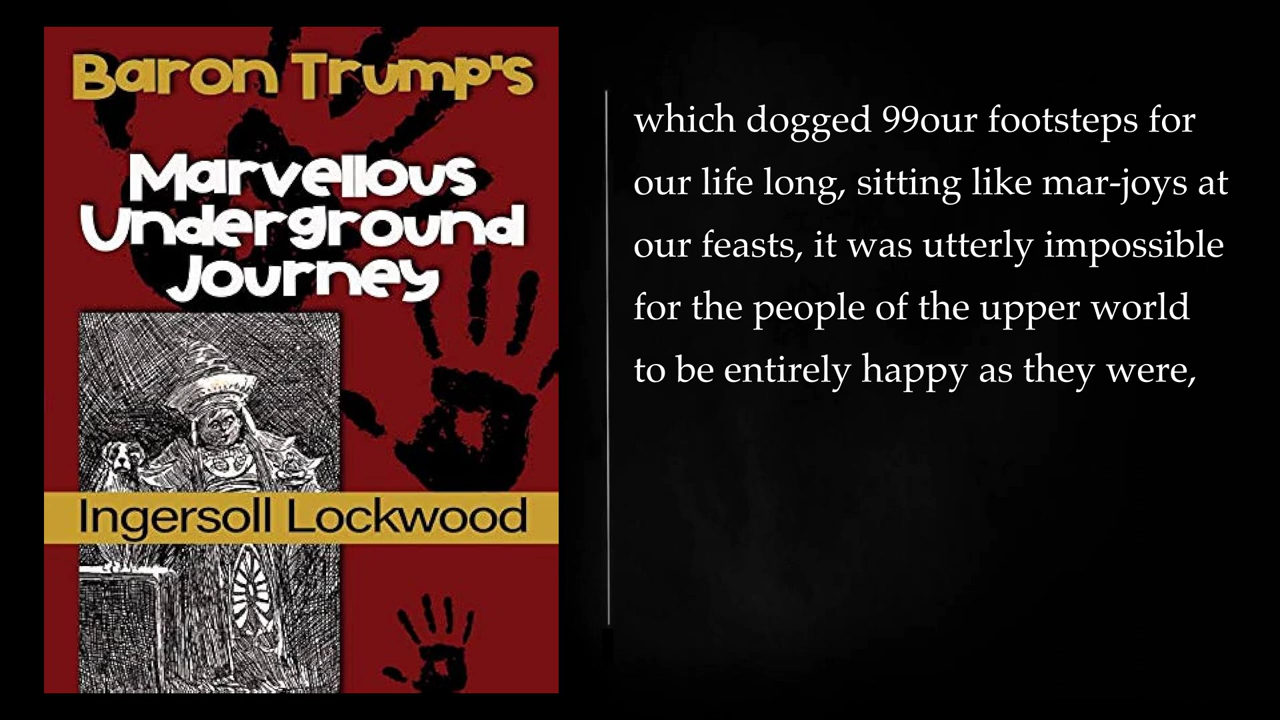 Baron Trump's
Marvellous
Underground
Journey
Ingersoll Lockwood
which dogged 99our footsteps for
our life long, sitting like mar-joys at
our feasts, it was utterly impossible
for the people of the upper world
to be entirely happy as they were,